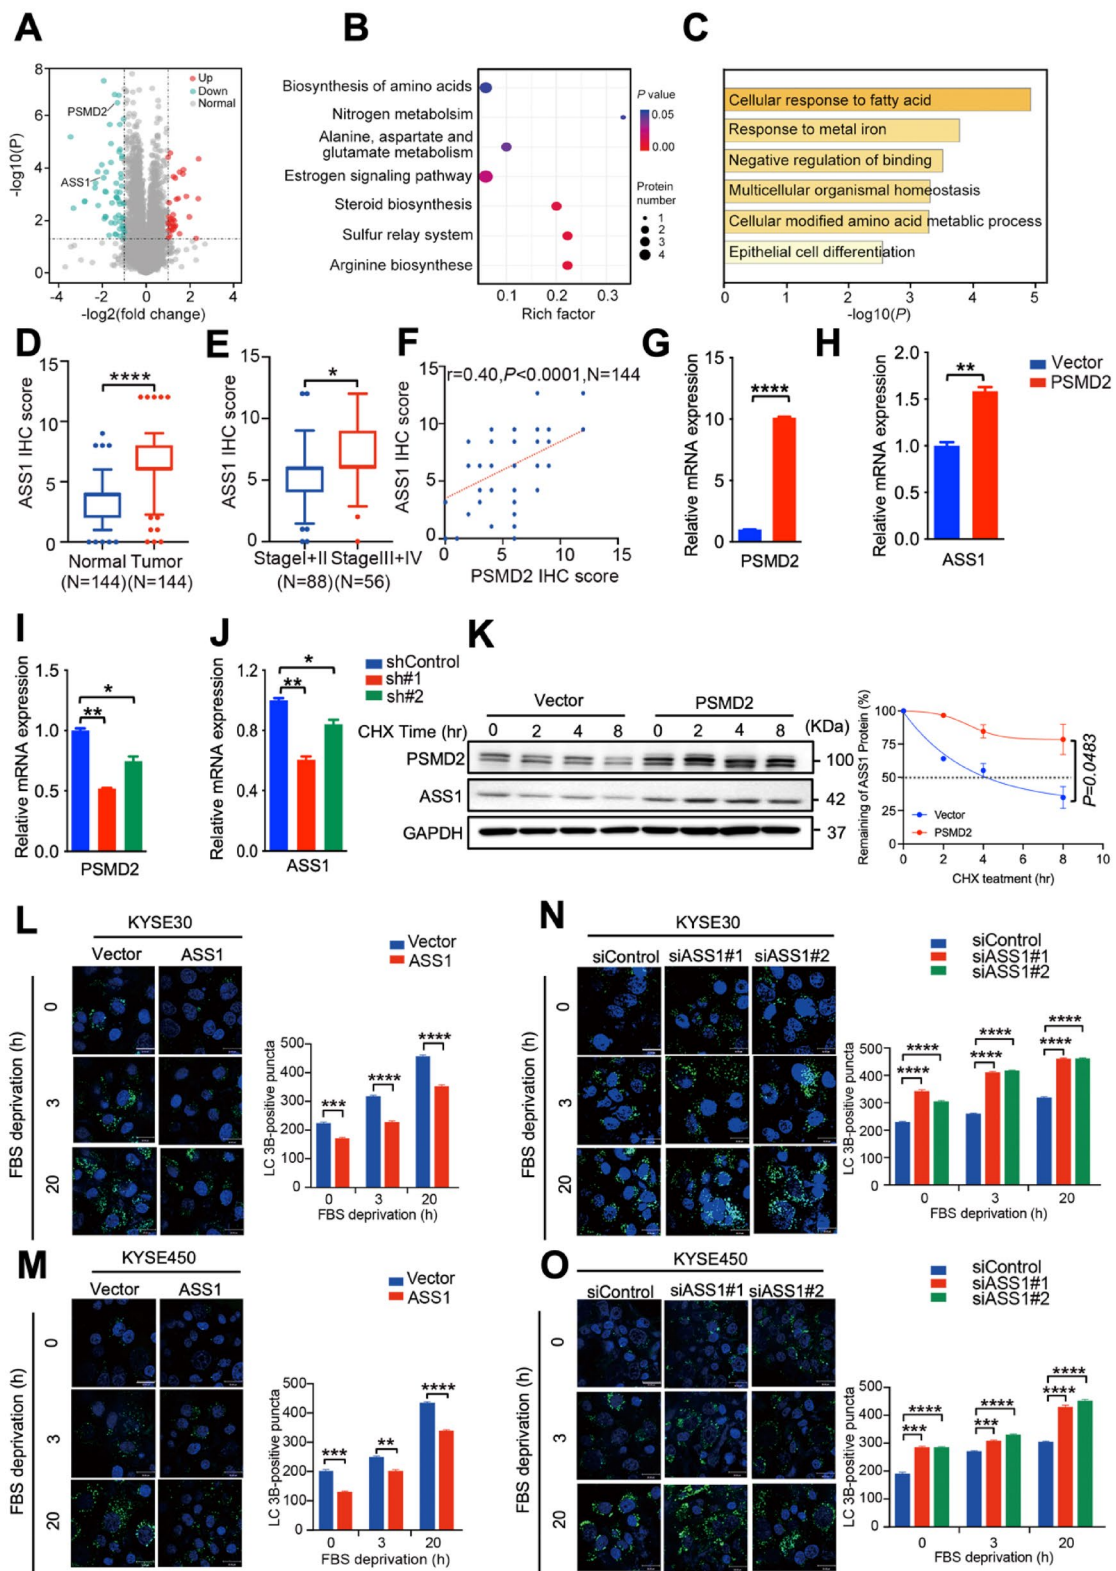 A
8
6
4
2
0
-log10(P)
PSMD2
ASS1
Up
Down
Normal
-4
-2
0
2
4
-log2(fold change)
B
Biosynthesis of amino acids
Nitrogen metabolsim
Alanine, aspartate and
glutamate metabolism
Estrogen signaling pathway
Steroid biosynthesis
Sulfur relay system
Arginine biosynthese
0.1
0.2
0.3
Rich factor
P value
0.05
0.00
Protein
number
1
2
3
4
C
Cellular response to fatty acid
Response to metal iron
Negative regulation of binding
Multicellular organismal homeostasis
Cellular modified amino acid metablic process
Epithelial cell differentiation
0
1
2
3
4
5
-log10(P)
D
ASS1 IHC score
15
10
5
0
****
Normal Tumor
(N=144)(N=144)
E
ASS1 IHC score
15
10
5
0
*
StageI+II StageIII+IV
(N=88)(N=56)
F
r=0.40,P<0.0001,N=144
ASS1 IHC score
15
10
5
0
0
5
10
15
PSMD2 IHC score
G
Relative mRNA expression
15
10
5
0
****
PSMD2
H
Relative mRNA expression
2.0
1.5
1.0
0.5
0.0
**
ASS1
Vector
PSMD2
I
Relative mRNA expression
1.5
1.0
0.5
0.0
*
**
PSMD2
J
Relative mRNA expression
1.2
0.8
0.4
0.0
*
**
ASS1
shControl
sh#1
sh#2
K
Vector
PSMD2
CHX Time (hr)
0 2 4 8 0 2 4 8 (KDa)
PSMD2
100
ASS1
42
GAPDH
37
Remaining of ASS1 Protein (%)
100
75
50
25
0
Vector
PSMD2
P=0.0483
0 2 4 6 8 10
CHX teatment (hr)
L
KYSE30
Vector
ASS1
FBS deprivation (h)
0
3
20
Vector
ASS1
LC 3B-positive puncta
500
400
300
200
100
0
***
****
****
0
3
20
FBS deprivation (h)
N
KYSE30
siControl siASS1#1 siASS1#2
FBS deprivation (h)
0
3
20
siControl
siASS1#1
siASS1#2
LC 3B-positive puncta
500
400
300
200
100
0
****
****
****
****
****
****
0
3
20
FBS deprivation (h)
M
KYSE450
Vector
ASS1
FBS deprivation (h)
0
3
20
Vector
ASS1
LC 3B-positive puncta
500
400
300
200
100
0
***
**
****
0
3
20
FBS deprivation (h)
O
KYSE450
siControl siASS1#1 siASS1#2
FBS deprivation (h)
0
3
20
siControl
siASS1#1
siASS1#2
LC 3B-positive puncta
500
400
300
200
100
0
****
***
****
***
****
****
0
3
20
FBS deprivation (h)